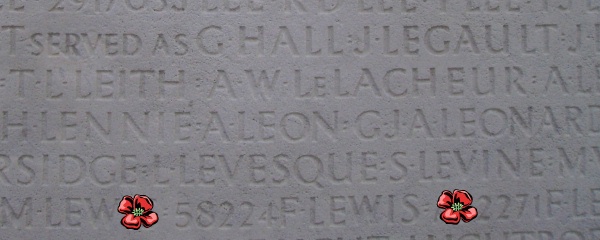 SERVED AS G HALL · J · LEGAULT · J ·
· T · L · LEITH · A · W · LELACHEUR · A · L
H · LENNIE · A LEON · G · J · A LEONARD
RSIDGE · L · LEVESQUE · S · LEVINE · M
M · LEW 58224 F · LEWIS · 2271